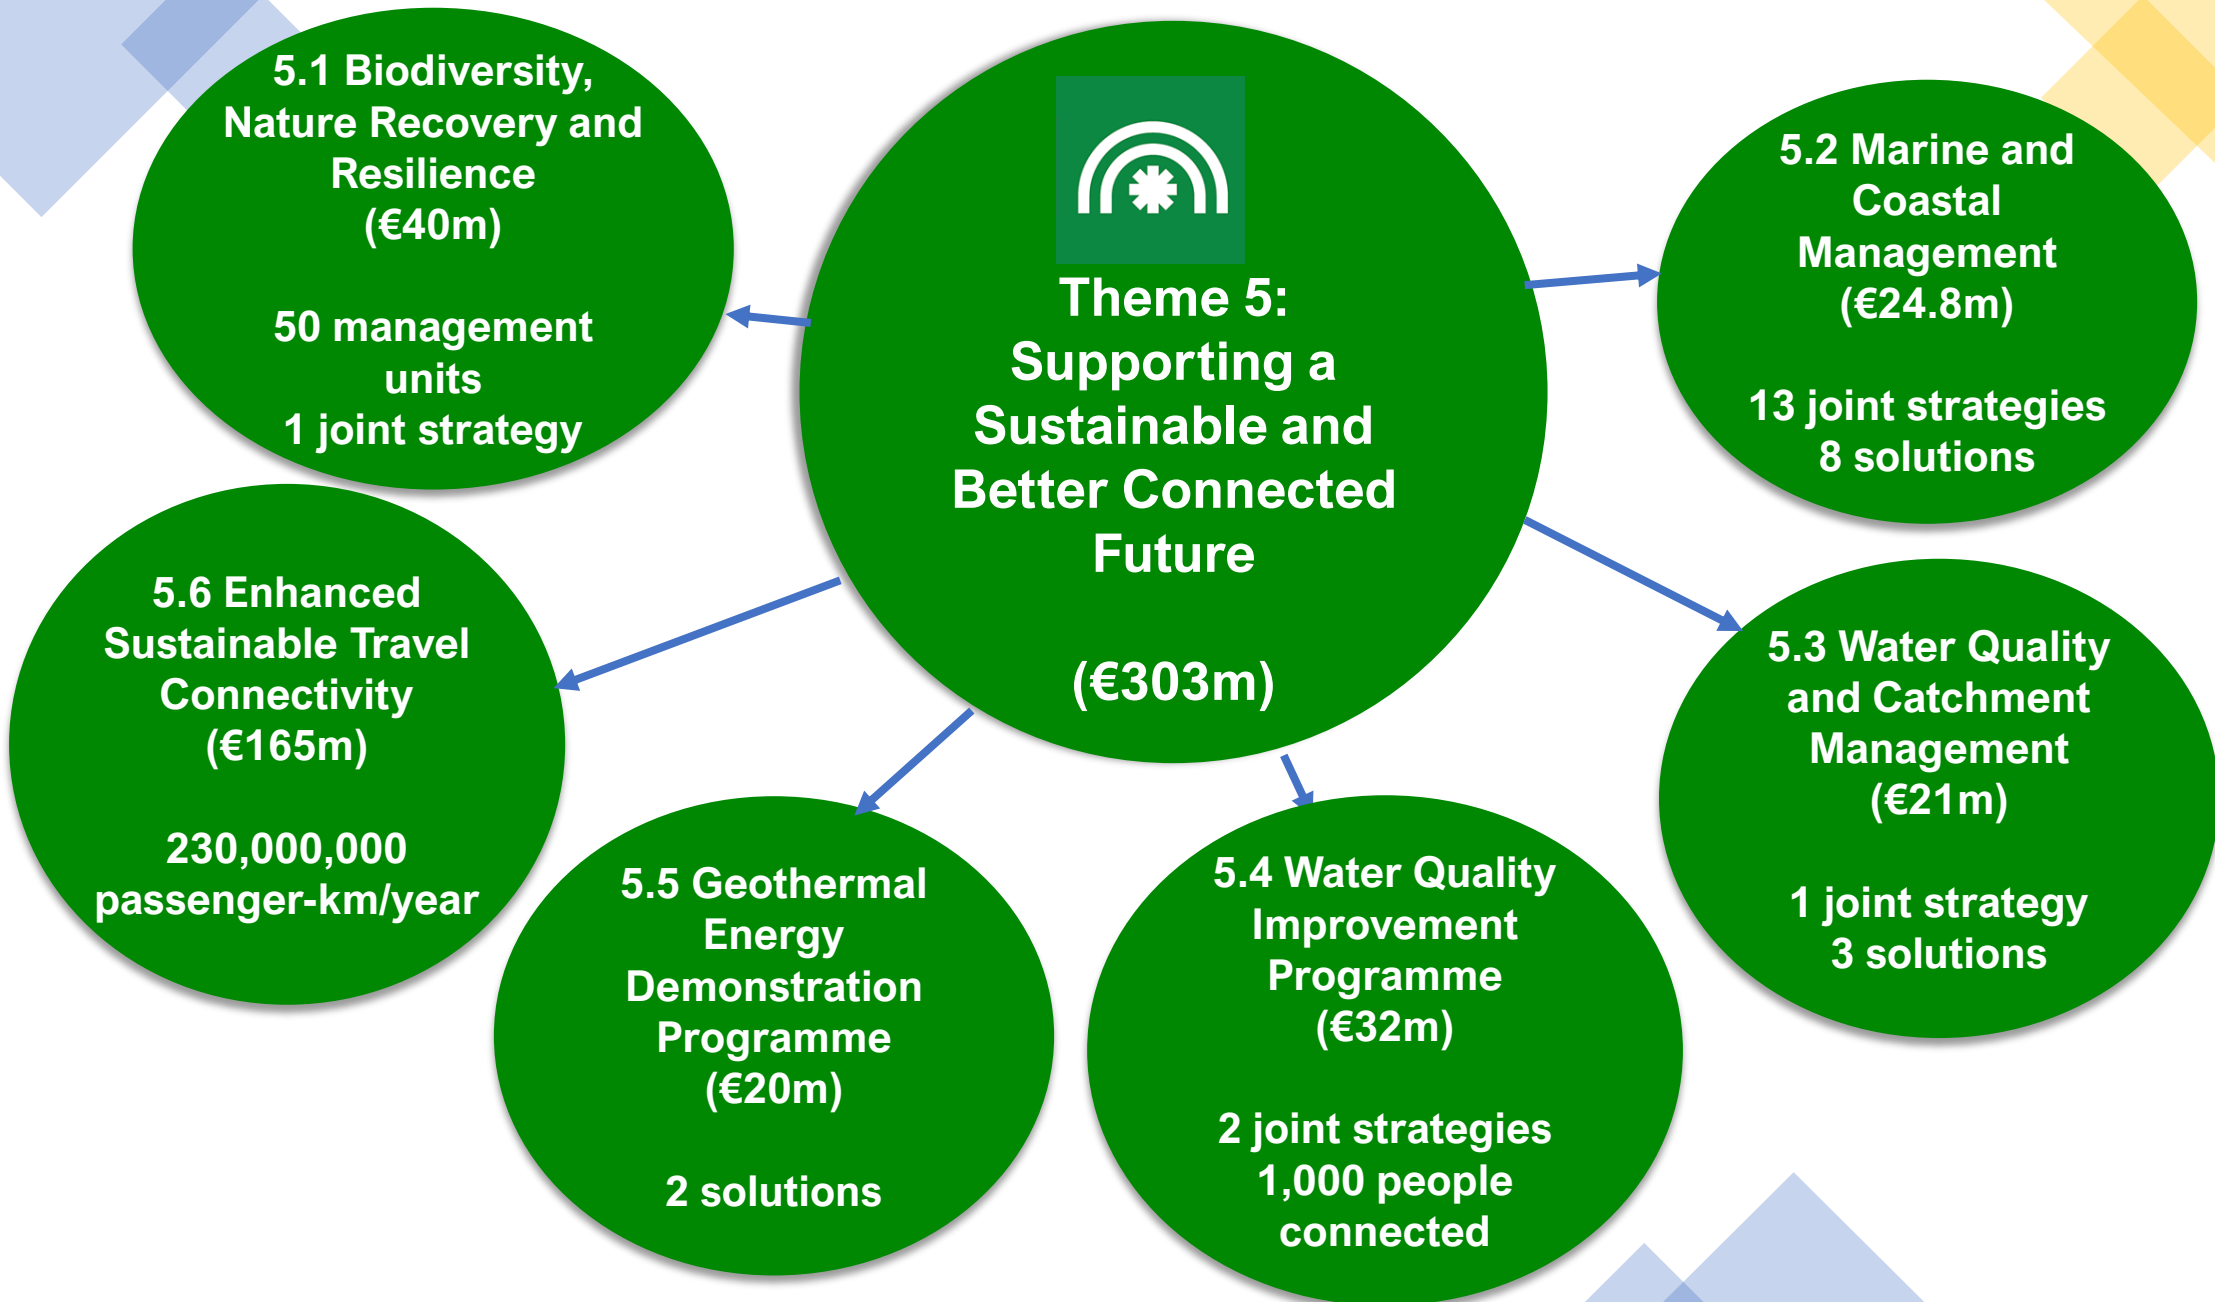 5.1 Biodiversity,
Nature Recovery and
Resilience
(€40m)
50 management
units
1 joint strategy
Theme 5:
Supporting a
Sustainable and
Better Connected
Future
(€303m)
5.2 Marine and
Coastal
Management
(€24.8m)
13 joint strategies
8 solutions
5.6 Enhanced
Sustainable Travel
Connectivity
(€165m)
230,000,000
passenger-km/year
5.5 Geothermal
Energy
Demonstration
Programme
(€20m)
2 solutions
5.4 Water Quality
Improvement
Programme
(€32m)
2 joint strategies
1,000 people
connected
5.3 Water Quality
and Catchment
Management
(€21m)
1 joint strategy
3 solutions